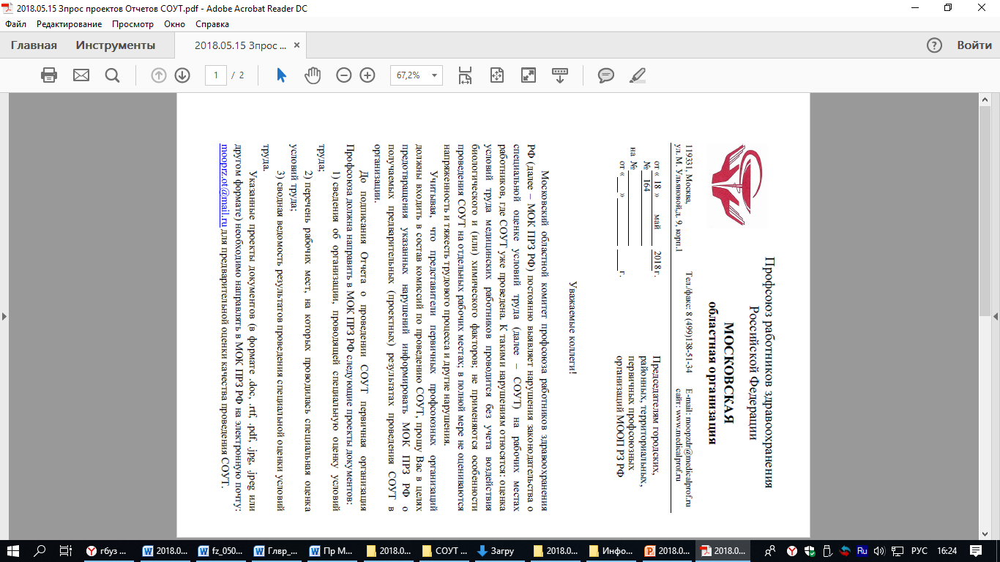 2018.05.15 Зпрос проектов Отчетов СОУТ.pdf - Adobe Acrobat Reader DC
Файл Редактирование Просмотр Окно Справка
Главная Инструменты 2018.05.15 Зпрос ... × ? Войти
1 / 2 67,2%
Профсоюз работников здравоохранения
Российской Федерации
МОСКОВСКАЯ
областная организация
119331, Москва, Тел./факс: 8 (499)138-51-34 E-mail: moopzdr@medicalprof.ru
ул. М. Ульяновой,д. 9, корп.1 сайт: www.medicalprof.ru
от « 18 » май 2018 г.
№ 164
на №
от « » г.
Председателям городских,
районных, территориальных,
первичных профсоюзных
организаций МООП РЗ РФ
Уважаемые коллеги!
Московский областной комитет профсоюза работников здравоохранения
РФ (далее – МОК ПРЗ РФ) постоянно выявляет нарушения законодательства о
специальной оценке условий труда (далее – СОУТ) на рабочих местах
работников, где СОУТ уже проведена. К такими нарушениям относятся: оценка
условий труда медицинских работников проводится без учета воздействия
биологического и (или) химического факторов; не применяются особенности
проведения СОУТ на отдельных рабочих местах; в полной мере не оцениваются
напряженность и тяжесть трудового процесса и другие нарушения.
Учитывая, что представители первичных профсоюзных организаций
должны входить в состав комиссий по проведению СОУТ, прошу Вас в целях
предотвращения указанных нарушений информировать МОК ПРЗ РФ о
получаемых предварительных (проектных) результатах проведения СОУТ в
организации.
До подписания Отчета о проведении СОУТ первичная организация
Профсоюза должна направить в МОК ПРЗ РФ следующие проекты документов:
1) сведения об организации, проводящей специальную оценку условий
труда;
2) перечень рабочих мест, на которых проводилась специальная оценка
условий труда;
3) сводная ведомость результатов проведения специальной оценки условий
труда.
Указанные проекты документов (в формате .doc, .rtf, .pdf, .jpg, .jpeg или
другом формате) необходимо направлять в МОК ПРЗ РФ на электронную почту:
mooprz.ot@mail.ru для предварительной оценки качества проведения СОУТ.
гбуз ... 2018.0... fz_050... Глвр_... Пр М... 2018.0... СОУТ ... Загру 2018.0... Инфо... 2018.0... 2018.0... Ru РУС 16:24